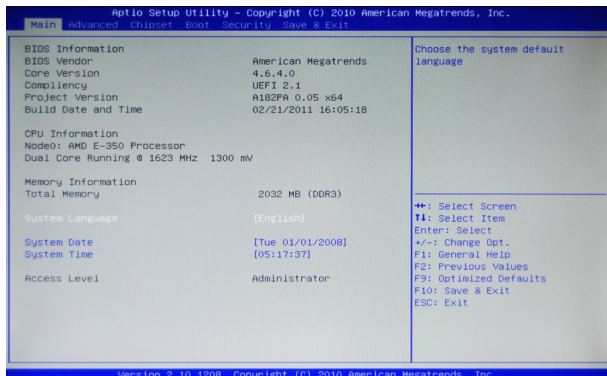 Aptio Setup Utility – Copyright (C) 2010 American Megatrends, Inc.
Main Advanced Chipset Boot Security Save & Exit
BIOS Information
BIOS Vendor American Megatrends
Core Version 4.6.4.0
Compliency UEFI 2.1
Project Version A182PA 0.05 x64
Build Date and Time 02/21/2011 16:05:18
CPU Information
Node0: AMD E-350 Processor
Dual Core Running @ 1623 MHz 1300 mV
Memory Information
Total Memory 2032 MB (DDR3)
System Language [English]
System Date [Tue 01/01/2008]
System Time [05:17:37]
Access Level Administrator
Choose the system default
language
→←: Select Screen
↑↓: Select Item
Enter: Select
+/-: Change Opt.
F1: General Help
F2: Previous Values
F9: Optimized Defaults
F10: Save & Exit
ESC: Exit
Version 2.10.1208. Copyright (C) 2010 American Megatrends, Inc.